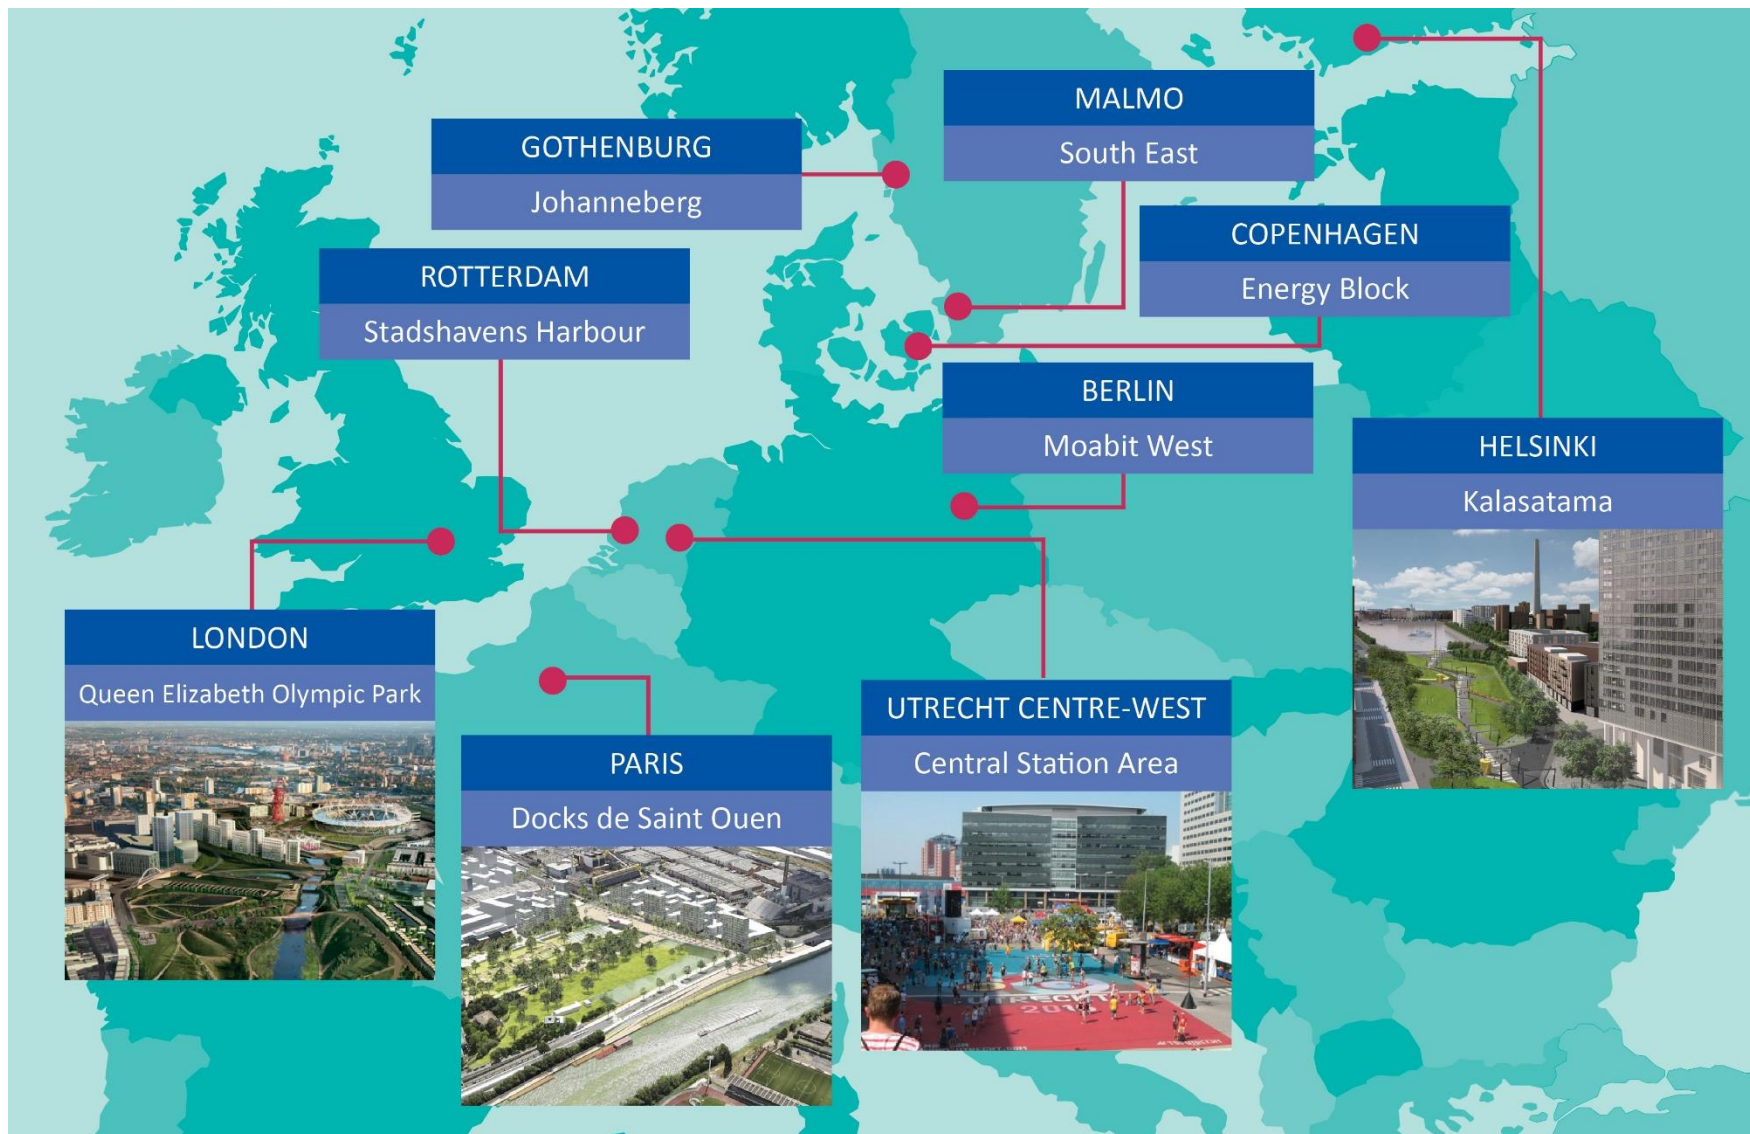 MALMO
South East
GOTHENBURG
Johanneberg
COPENHAGEN
Energy Block
ROTTERDAM
Stadshavens Harbour
BERLIN
Moabit West
HELSINKI
Kalasatama
LONDON
Queen Elizabeth Olympic Park
UTRECHT CENTRE-WEST
Central Station Area
PARIS
Docks de Saint Ouen
UTRECHT